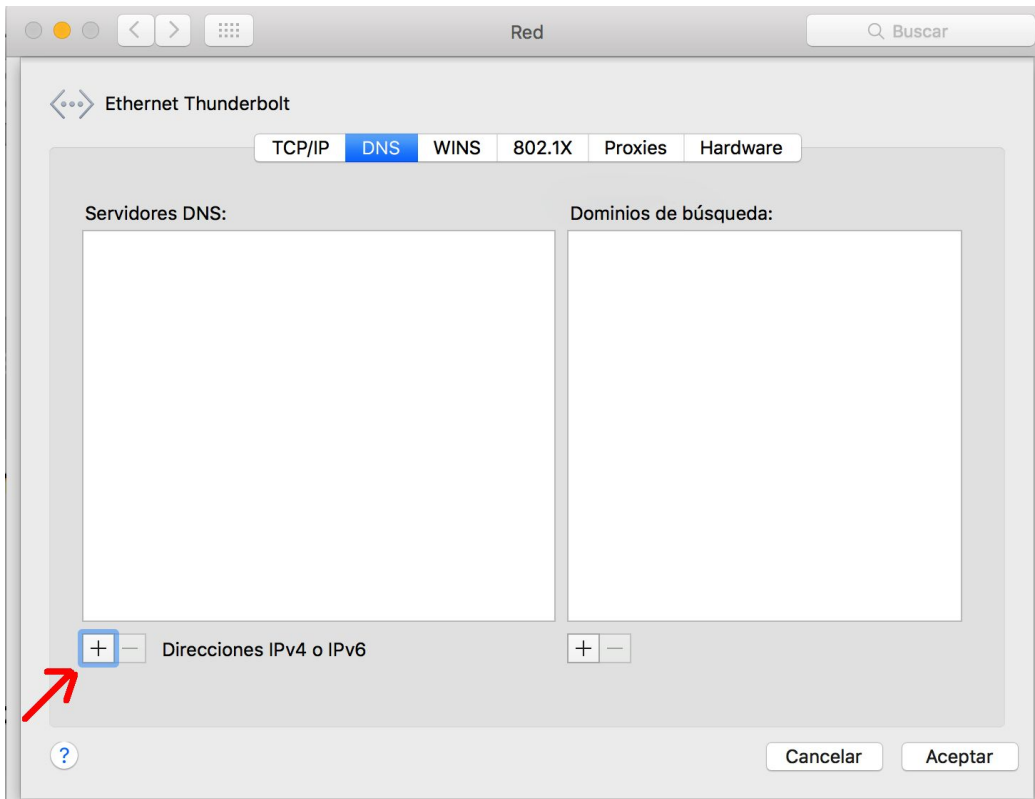 Red
Buscar
Ethernet Thunderbolt
TCP/IP DNS WINS 802.1X Proxies Hardware
Servidores DNS:
Dominios de búsqueda:
+ − Direcciones IPv4 o IPv6
+ −
?
Cancelar Aceptar